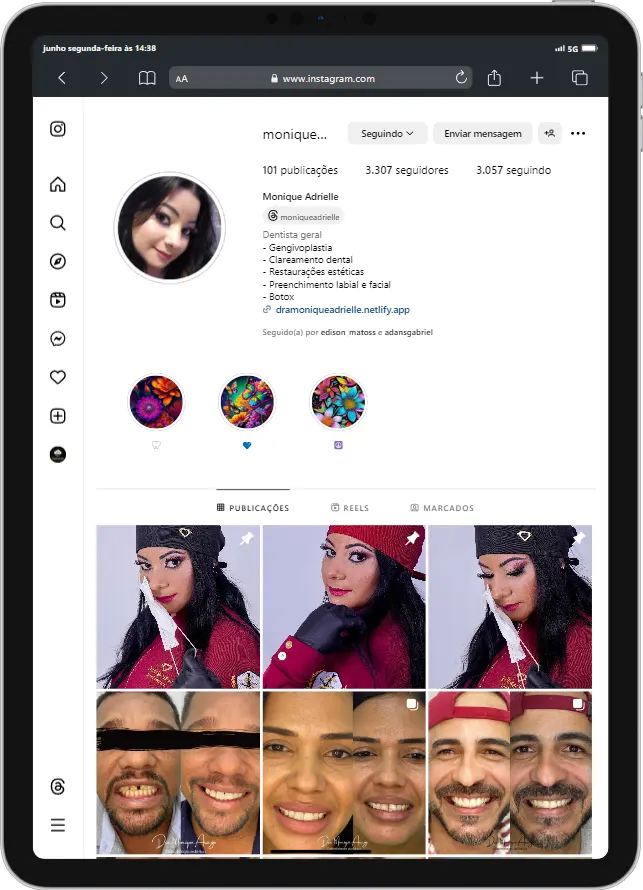 junho segunda-feira às 14:38
5G
AA
www.instagram.com
monique...
Seguindo
Enviar mensagem
101 publicações 3.307 seguidores 3.057 seguindo
Monique Adrielle
moniqueadrielle
Dentista geral
- Gengivoplastia
- Clareamento dental
- Restaurações estéticas
- Preenchimento labial e facial
- Botox
dramoniqueadrielle.netlify.app
Seguido(a) por edison_matoss e adansgabriel
PUBLICAÇÕES REELS MARCADOS